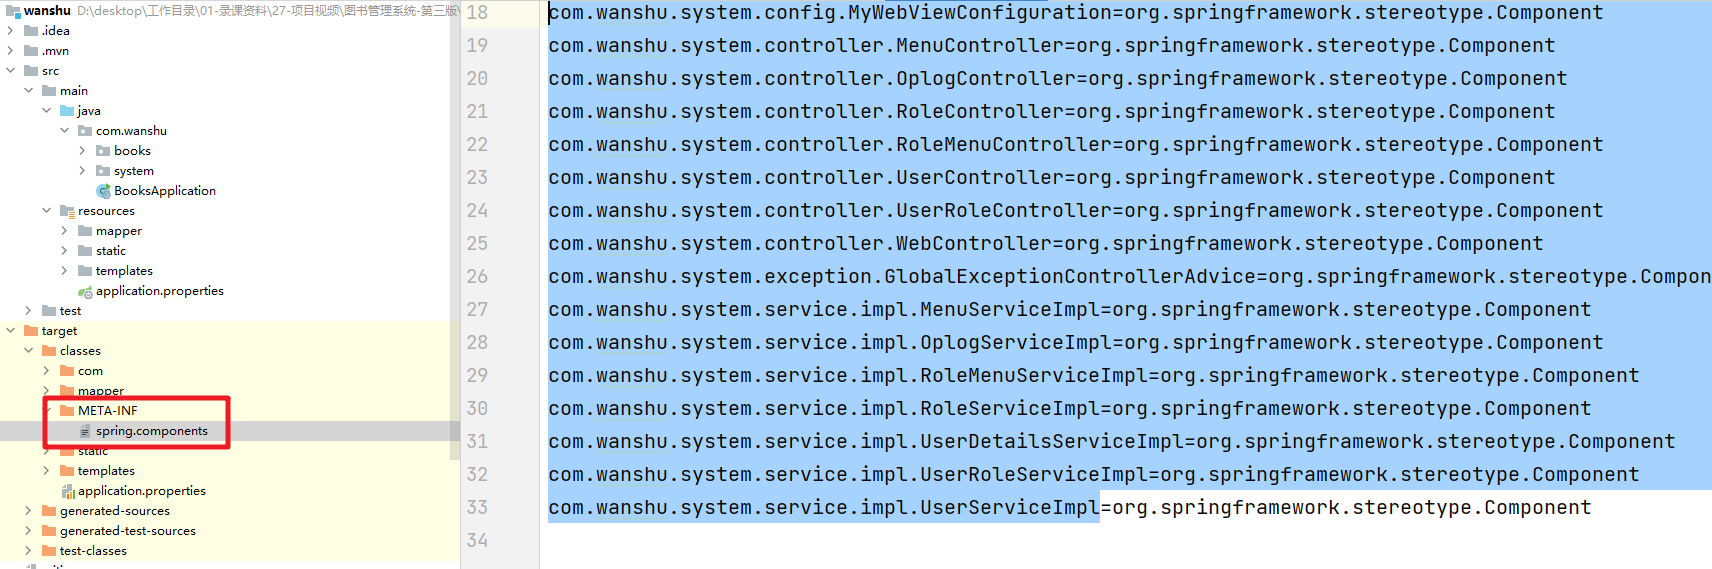 wanshu D:\desktop\工作目录\01-录课资料\27-项目视频\图书管理系统-第三版\
.idea
.mvn
src
main
java
com.wanshu
books
system
BooksApplication
resources
mapper
static
templates
application.properties
test
target
classes
com
mapper
META-INF
spring.components
static
templates
application.properties
generated-sources
generated-test-sources
test-classes
18 com.wanshu.system.config.MyWebViewConfiguration=org.springframework.stereotype.Component
19 com.wanshu.system.controller.MenuController=org.springframework.stereotype.Component
20 com.wanshu.system.controller.OplogController=org.springframework.stereotype.Component
21 com.wanshu.system.controller.RoleController=org.springframework.stereotype.Component
22 com.wanshu.system.controller.RoleMenuController=org.springframework.stereotype.Component
23 com.wanshu.system.controller.UserController=org.springframework.stereotype.Component
24 com.wanshu.system.controller.UserRoleController=org.springframework.stereotype.Component
25 com.wanshu.system.controller.WebController=org.springframework.stereotype.Component
26 com.wanshu.system.exception.GlobalExceptionControllerAdvice=org.springframework.stereotype.Compon
27 com.wanshu.system.service.impl.MenuServiceImpl=org.springframework.stereotype.Component
28 com.wanshu.system.service.impl.OplogServiceImpl=org.springframework.stereotype.Component
29 com.wanshu.system.service.impl.RoleMenuServiceImpl=org.springframework.stereotype.Component
30 com.wanshu.system.service.impl.RoleServiceImpl=org.springframework.stereotype.Component
31 com.wanshu.system.service.impl.UserDetailsServiceImpl=org.springframework.stereotype.Component
32 com.wanshu.system.service.impl.UserRoleServiceImpl=org.springframework.stereotype.Component
33 com.wanshu.system.service.impl.UserServiceImpl=org.springframework.stereotype.Component
34